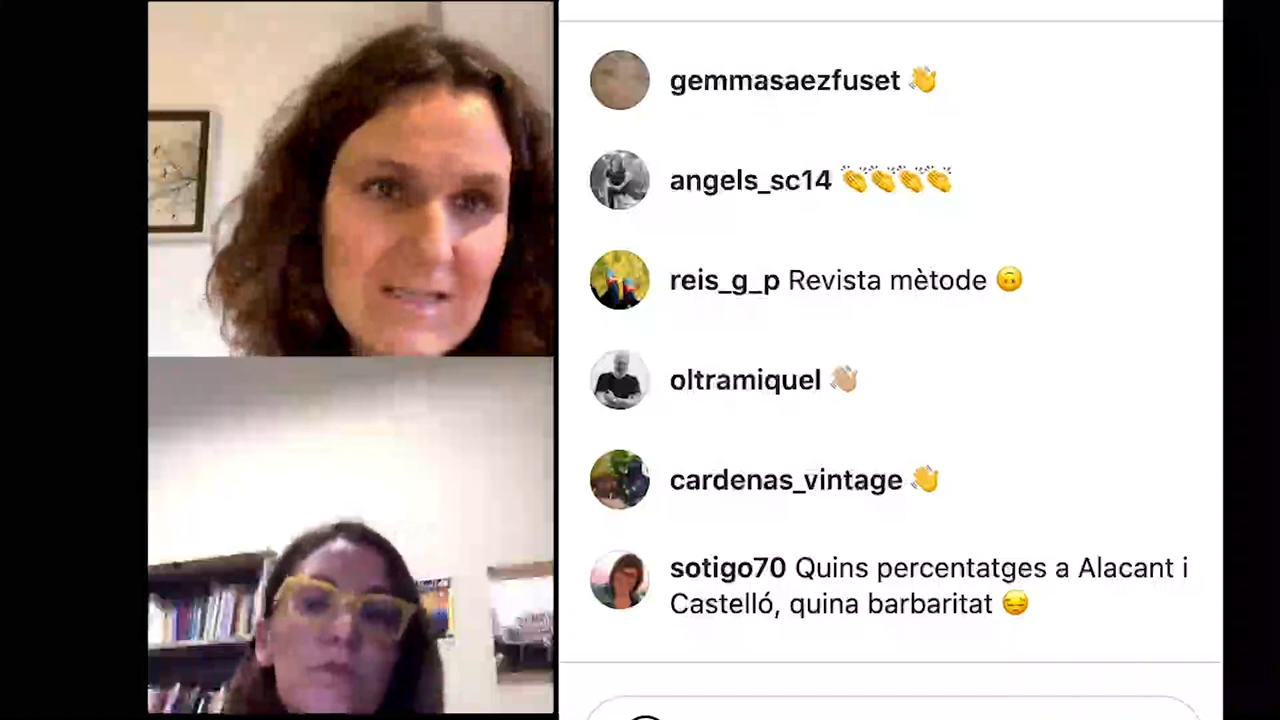 gemmasaezfuset 👋
angels_sc14 👏👏👏👏
reis_g_p Revista mètode 🙃
oltramiquel 👋🏼
cardenas_vintage 👋
sotigo70 Quins percentatges a Alacant i
Castelló, quina barbaritat 😔